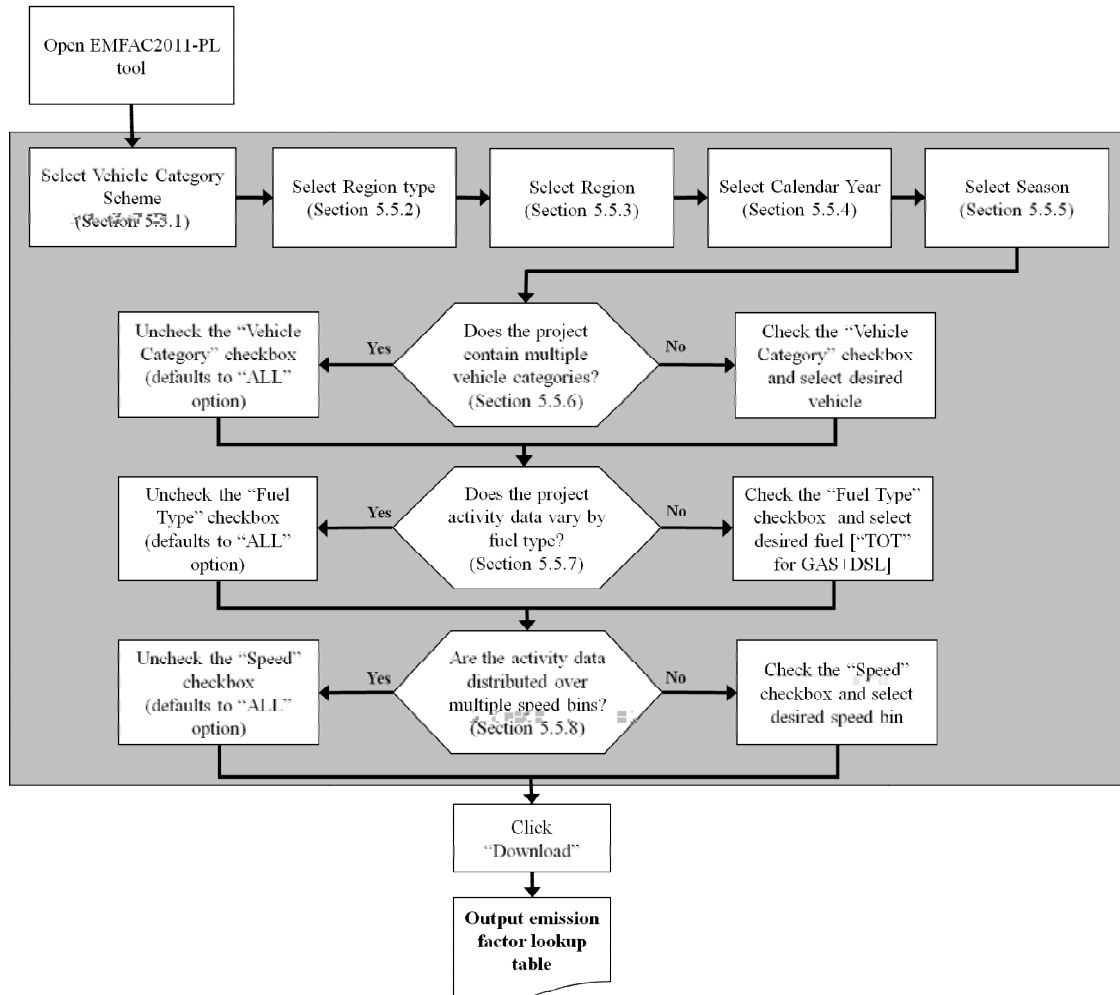 Open EMFAC2011-PL
tool
Select Vehicle Category
Scheme
(Section 5.5.1)
Select Region type
(Section 5.5.2)
Select Region
(Section 5.5.3)
Select Calendar Year
(Section 5.5.4)
Select Season
(Section 5.5.5)
Uncheck the “Vehicle
Category” checkbox
(defaults to “ALL”
option)
Yes
Does the project
contain multiple
vehicle categories?
(Section 5.5.6)
No
Check the “Vehicle
Category” checkbox
and select desired
vehicle
Uncheck the “Fuel
Type” checkbox
(defaults to “ALL”
option)
Yes
Does the project
activity data vary by
fuel type?
(Section 5.5.7)
No
Check the “Fuel Type”
checkbox and select
desired fuel [“TOT”
for GAS+DSL]
Uncheck the “Speed”
checkbox
(defaults to “ALL”
option)
Yes
Are the activity data
distributed over
multiple speed bins?
(Section 5.5.8)
No
Check the “Speed”
checkbox and select
desired speed bin
Click
“Download”
Output emission
factor lookup
table